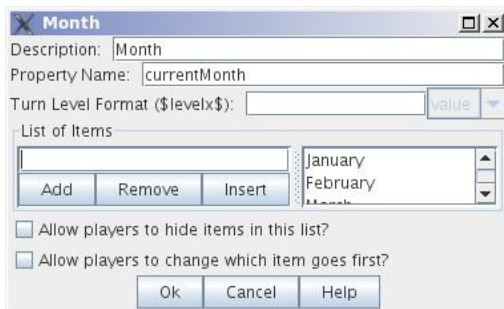 Month
Description: Month
Property Name: currentMonth
Turn Level Format ($levelx$): value
List of Items
January
Add Remove Insert
February
March
Allow players to hide items in this list?
Allow players to change which item goes first?
Ok Cancel Help